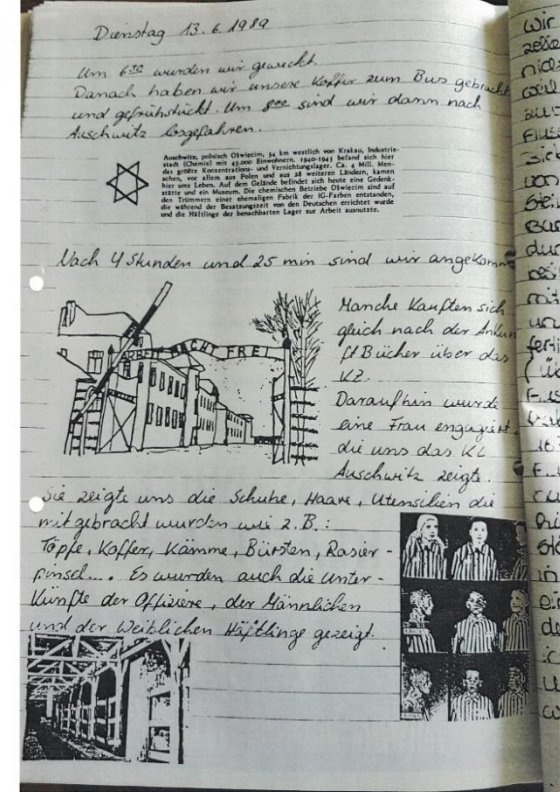 Dienstag 13.6.1989
Um 6³⁰ wurden wir geweckt.
Danach haben wir unsere Koffer zum Bus gebracht
und gefrühstückt. Um 8⁰⁰ sind wir dann nach
Auschwitz losgefahren.
Auschwitz, polnisch Oświęcim, 54 km westlich von Krakau, Industrie-
stadt (Chemie) mit 45.000 Einwohnern. 1940-1945 befand sich hier
das größte Konzentrations- und Vernichtungslager. Ca. 4 Mill. Men-
schen, vor allem aus Polen und aus 28 weiteren Ländern, kamen
hier ums Leben. Auf dem Gelände befindet sich heute eine Gedenk-
stätte und ein Museum. Die chemischen Betriebe Oświęcim sind auf
den Trümmern einer ehemaligen Fabrik der IG-Farben entstanden,
die während der Besatzungszeit von den Deutschen errichtet wurde
und die Häftlinge der benachbarten Lager zur Arbeit ausnutzte.
Nach 4 Stunden und 25 min sind wir angekomm
ARBEIT MACHT FREI
Manche kauften sich
gleich nach der Ankun
ft Bücher über das
KZ.
Daraufhin wurde
eine Frau engagiert,
die uns das KZ
Auschwitz zeigte.
Sie zeigte uns die Schuhe, Haare, Utensilien die
mitgebracht wurden wie z.B.:
Töpfe, Koffer, Kämme, Bürsten, Rasier-
pinsel... Es wurden auch die Unter-
künfte der Offiziere, der Männlichen
und der Weiblichen Häftlinge gezeigt.